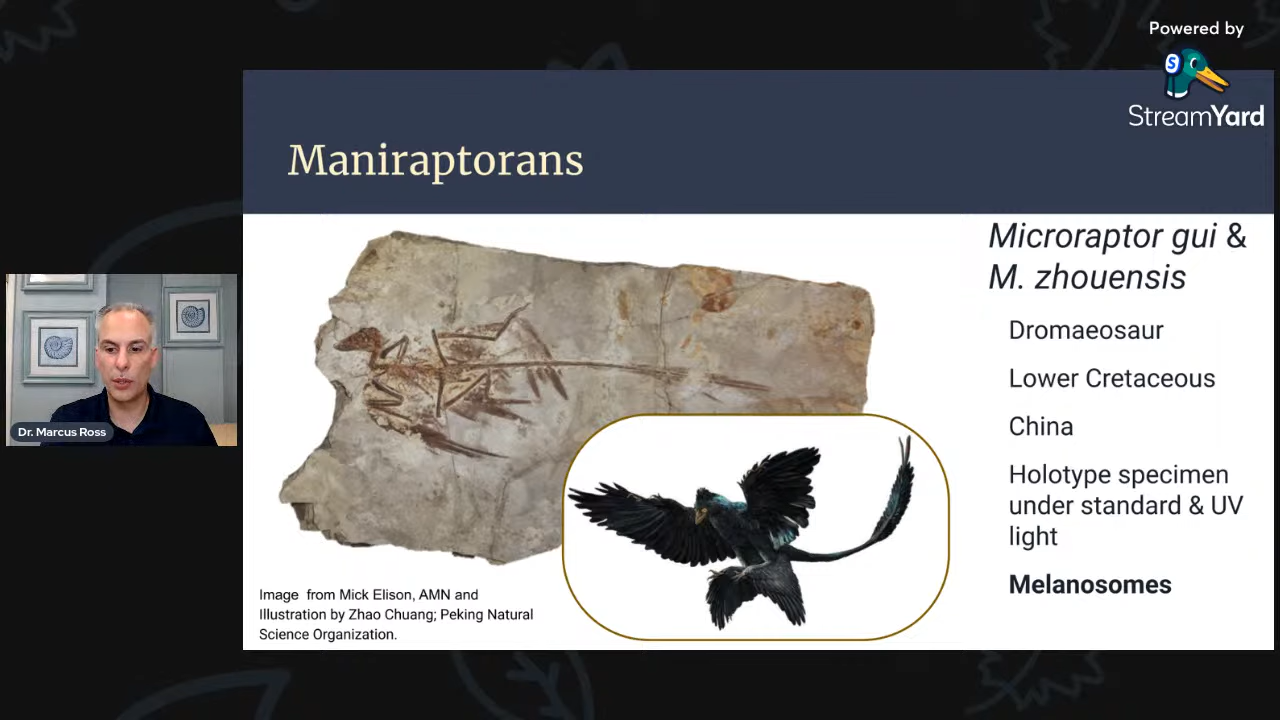 Powered by
S
StreamYard
Maniraptorans
Microraptor gui &
M. zhouensis
Dromaeosaur
Lower Cretaceous
China
Holotype specimen
under standard & UV
light
Melanosomes
Dr. Marcus Ross
Image from Mick Elison, AMN and
Illustration by Zhao Chuang; Peking Natural
Science Organization.